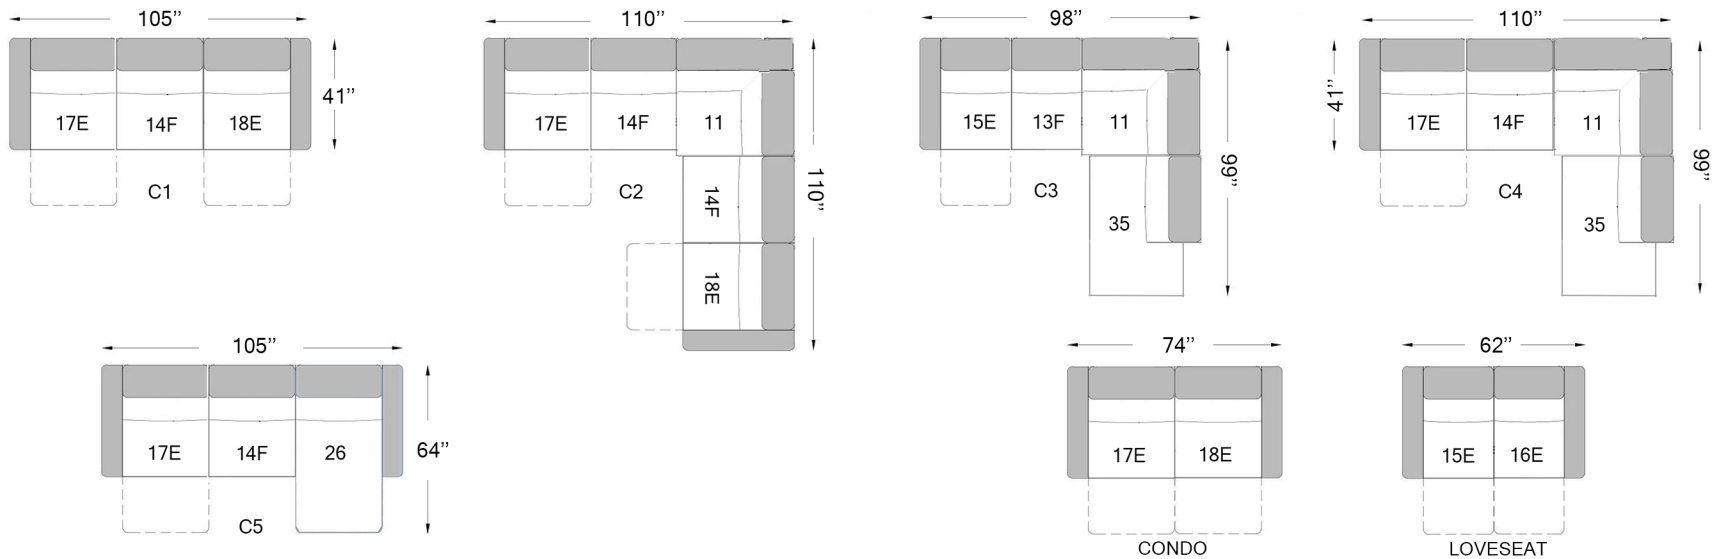 105’’
41’’
17E 14F 18E
C1
110’’
110’’
17E 14F 11
C2
14F
18E
98’’
99’’
15E 13F 11
C3
35
110’’
41’’
99’’
17E 14F 11
C4
35
105’’
64’’
17E 14F 26
C5
74’’
17E 18E
CONDO
62’’
15E 16E
LOVESEAT